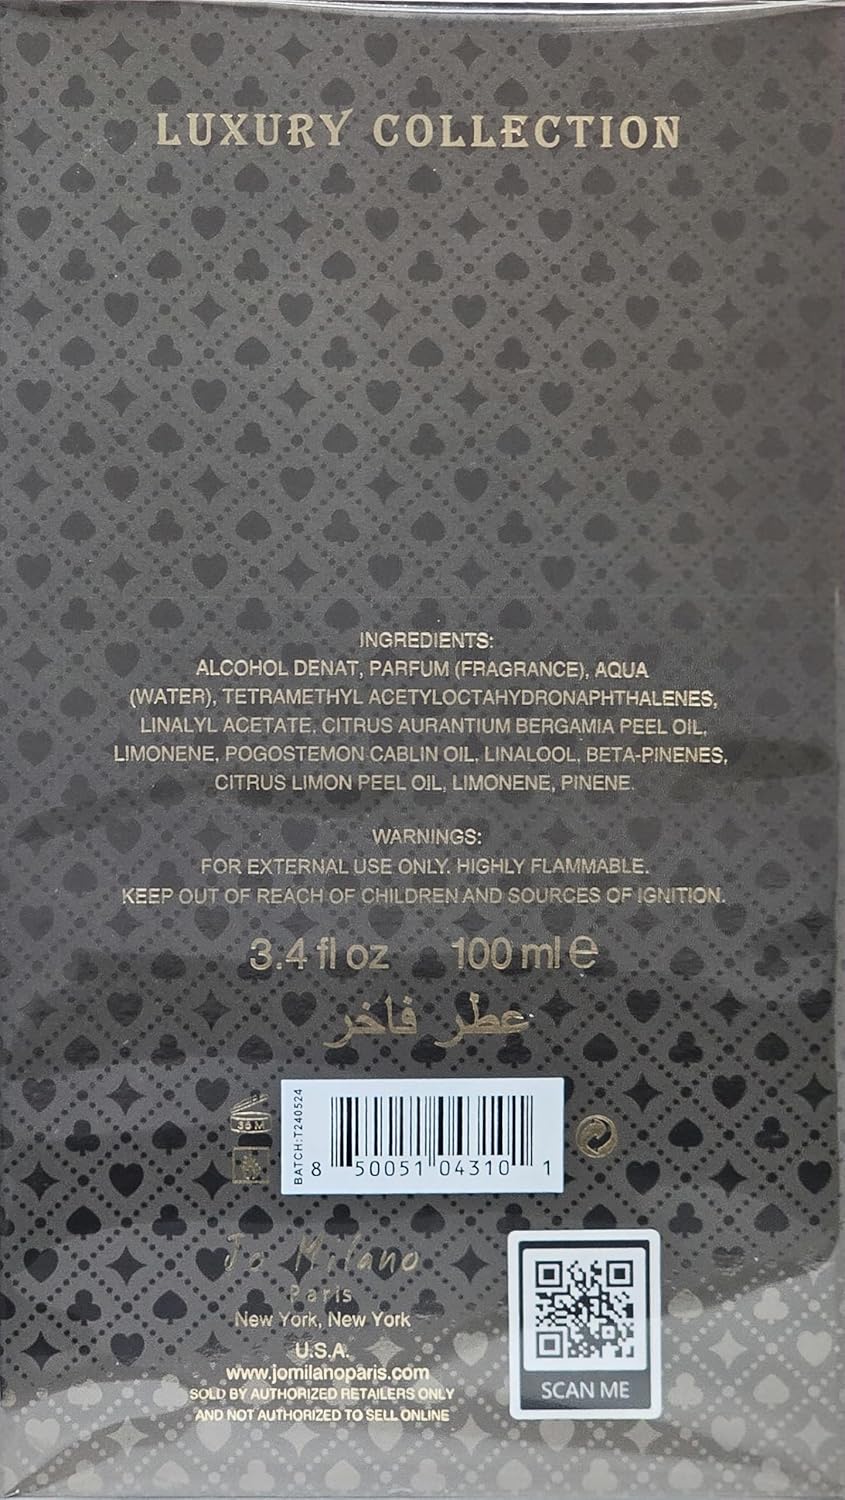 LUXURY COLLECTION
INGREDIENTS:
ALCOHOL DENAT, PARFUM (FRAGRANCE), AQUA
(WATER), TETRAMETHYL ACETYLOCTAHYDRONAPHTHALENES,
LINALYL ACETATE, CITRUS AURANTIUM BERGAMIA PEEL OIL,
LIMONENE, POGOSTEMON CABLIN OIL, LINALOOL, BETA-PINENES,
CITRUS LIMON PEEL OIL, LIMONENE, PINENE.
WARNINGS:
FOR EXTERNAL USE ONLY. HIGHLY FLAMMABLE.
KEEP OUT OF REACH OF CHILDREN AND SOURCES OF IGNITION.
3.4 fl oz 100 ml e
عطر فاخر
36 M
BATCH:T240524
8 50051 04310 1
Jo Milano
Paris
New York, New York
U.S.A.
www.jomilanoparis.com
SOLD BY AUTHORIZED RETAILERS ONLY
AND NOT AUTHORIZED TO SELL ONLINE
SCAN ME